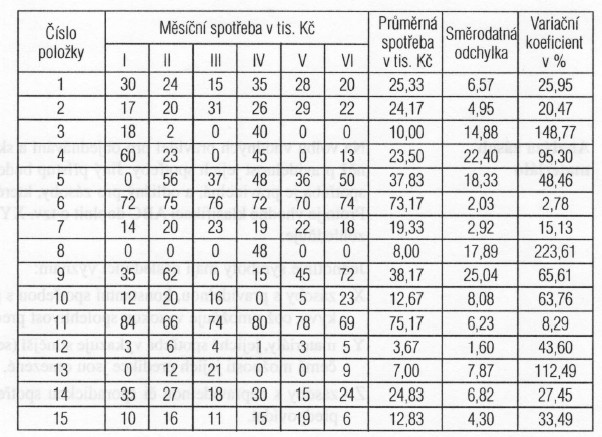 Číslo položky Měsíční spotřeba v tis. Kč Průměrná spotřeba v tis. Kč Směrodatná odchylka Variační koeficient v %
I II III IV V VI
1 30 24 15 35 28 20 25,33 6,57 25,95
2 17 20 31 26 29 22 24,17 4,95 20,47
3 18 2 0 40 0 0 10,00 14,88 148,77
4 60 23 0 45 0 13 23,50 22,40 95,30
5 56 0 37 48 36 50 37,83 18,33 48,46
6 72 75 76 72 70 74 73,17 2,03 2,78
7 14 20 23 19 22 18 19,33 2,92 15,13
8 0 0 0 48 0 0 8,00 17,89 223,61
9 35 62 0 15 45 72 38,17 25,04 65,61
10 12 20 16 0 5 23 12,67 8,08 63,76
11 84 66 74 80 78 69 75,17 6,23 8,29
12 3 6 5 3 3 2 3,67 1,60 43,60
13 0 12 21 0 0 9 7,00 7,87 112,49
14 35 27 18 30 15 24 24,83 6,82 27,45
15 10 16 11 15 19 6 12,83 4,30 33,49